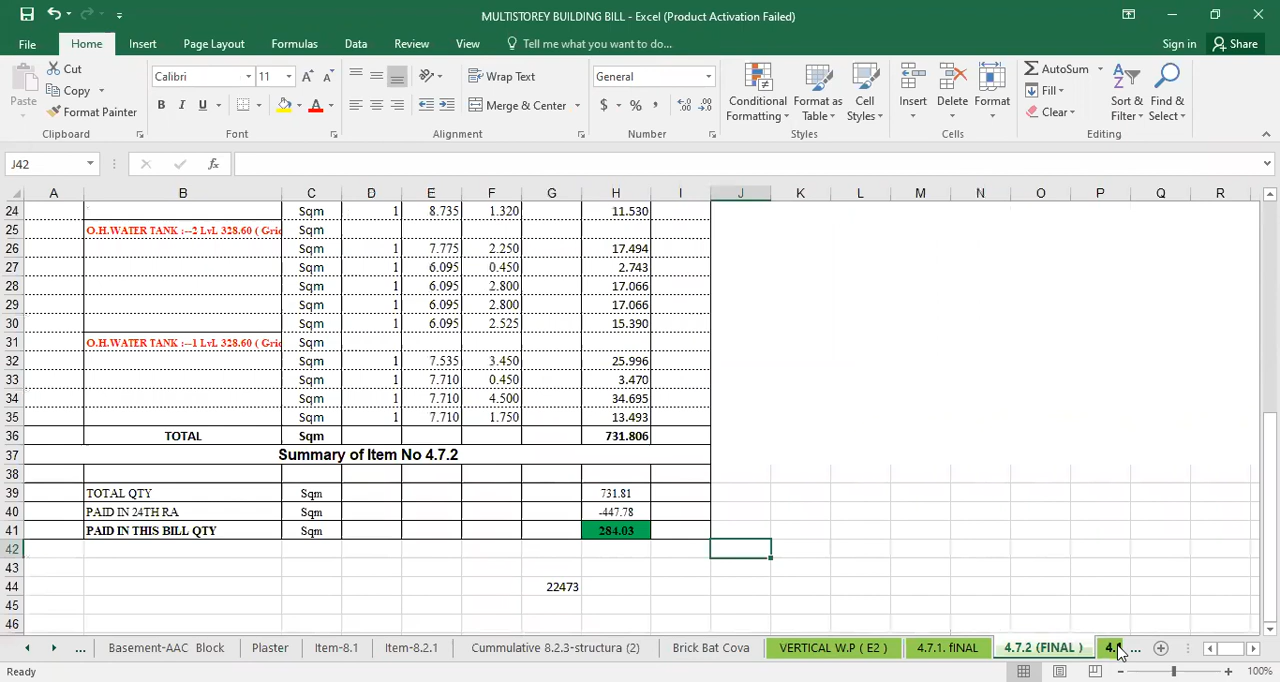 MULTISTOREY BUILDING BILL - Excel (Product Activation Failed)
File Home Insert Page Layout Formulas Data Review View Tell me what you want to do... Sign in Share
Paste Cut Copy Format Painter
Calibri 11
B I U A
Wrap Text
Merge & Center
General
$ % ,
Conditional Formatting Format as Table Cell Styles
Insert Delete Format
AutoSum Fill Clear
Sort & Filter Find & Select
Clipboard Font Alignment Number Styles Cells Editing
J42 fx
A B C D E F G H I J K L M N O P Q R
24 Sqm 1 8.735 1.320 11.530
25 O.H.WATER TANK :--2 LvL 328.60 ( Gric Sqm
26 Sqm 1 7.775 2.250 17.494
27 Sqm 1 6.095 0.450 2.743
28 Sqm 1 6.095 2.800 17.066
29 Sqm 1 6.095 2.800 17.066
30 Sqm 1 6.095 2.525 15.390
31 O.H.WATER TANK :--1 LvL 328.60 ( Gric Sqm
32 Sqm 1 7.535 3.450 25.996
33 Sqm 1 7.710 0.450 3.470
34 Sqm 1 7.710 4.500 34.695
35 Sqm 1 7.710 1.750 13.493
36 TOTAL Sqm 731.806
37 Summary of Item No 4.7.2
38
39 TOTAL QTY Sqm 731.81
40 PAID IN 24TH RA Sqm -447.78
41 PAID IN THIS BILL QTY Sqm 284.03
42
43
44 22473
45
46
... Basement-AAC Block Plaster Item-8.1 Item-8.2.1 Cummulative 8.2.3-structura (2) Brick Bat Cova VERTICAL W.P ( E2 ) 4.7.1. fINAL 4.7.2 (FINAL ) ...
Ready 100%